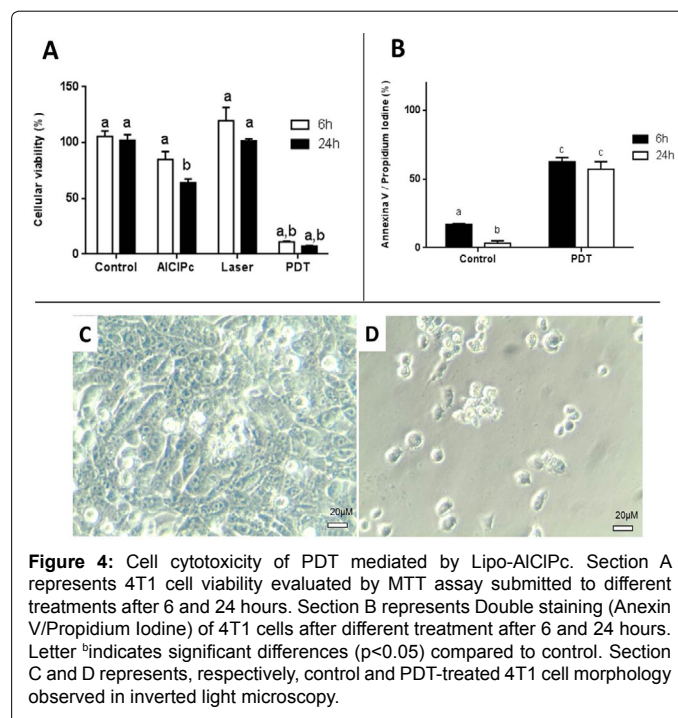 A
B
150
100
50
0
Cellular viability (%)
a a
a
b
a
a
a,b a,b
6h
24h
Control AlClPc Laser PDT
100
50
0
Annexina V / Propidium Iodine (%)
a
b
c
c
6h
24h
Control PDT
C
20µM
D
20µM
Figure 4: Cell cytotoxicity of PDT mediated by Lipo-AlClPc. Section A
represents 4T1 cell viability evaluated by MTT assay submitted to different
treatments after 6 and 24 hours. Section B represents Double staining (Anexin
V/Propidium Iodine) of 4T1 cells after different treatment after 6 and 24 hours.
Letter ᵇindicates significant differences (p<0.05) compared to control. Section
C and D represents, respectively, control and PDT-treated 4T1 cell morphology
observed in inverted light microscopy.